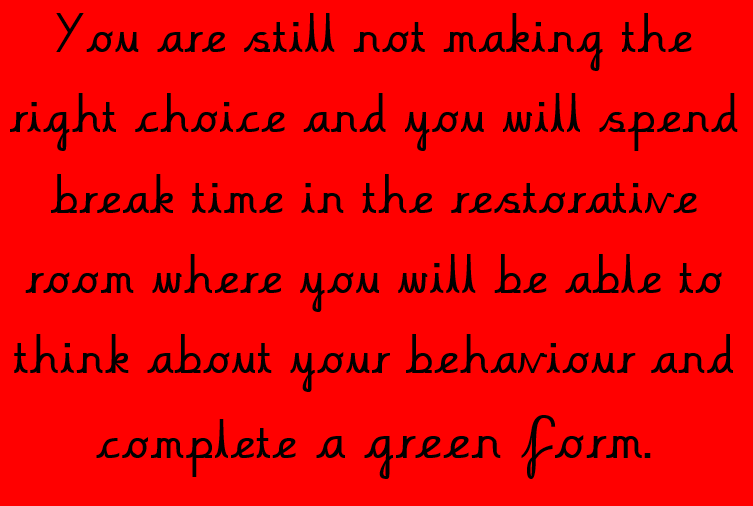 You are still not making the
right choice and you will spend
break time in the restorative
room where you will be able to
think about your behaviour and
complete a green form.